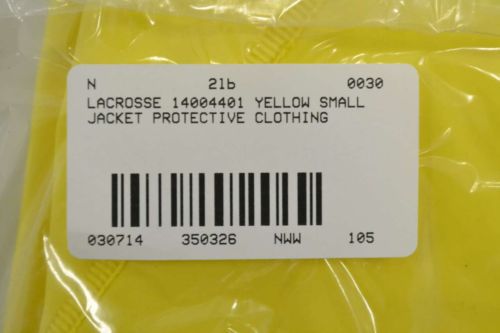 N 21b 0030
LACROSSE 14004401 YELLOW SMALL
JACKET PROTECTIVE CLOTHING
030714 350326 NWW 105